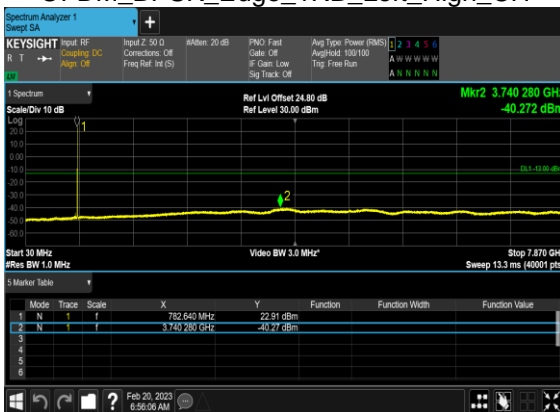 Spectrum Analyzer 1
Swept SA
+
KEYSIGHT
R T
LV
Input: RF
Coupling: DC
Align: Off
Input Z: 50 Ω
Corrections: Off
Freq Ref: Int (S)
#Atten: 20 dB
PNO: Fast
Gate: Off
IF Gain: Low
Sig Track: Off
Avg Type: Power (RMS)
Avg|Hold: 100/100
Trig: Free Run
1 2 3 4 5 6
A W W W W W
A N N N N N
1 Spectrum
Scale/Div 10 dB
Ref Lvl Offset 24.80 dB
Ref Level 30.00 dBm
Mkr2 3.740 280 GHz
-40.272 dBm
Log
20.0
10.0
0.00
-10.0
-20.0
-30.0
-40.0
-50.0
-60.0
1
DL1 -13.00 dBm
2
Start 30 MHz
#Res BW 1.0 MHz
Video BW 3.0 MHz*
Stop 7.870 GH
Sweep 13.3 ms (40001 pts
5 Marker Table
Mode Trace Scale X Y Function Function Width Function Value
1 N 1 f 782.640 MHz 22.91 dBm
2 N 1 f 3.740 280 GHz -40.27 dBm
3
4
5
6
?
Feb 20, 2023
6:56:06 AM